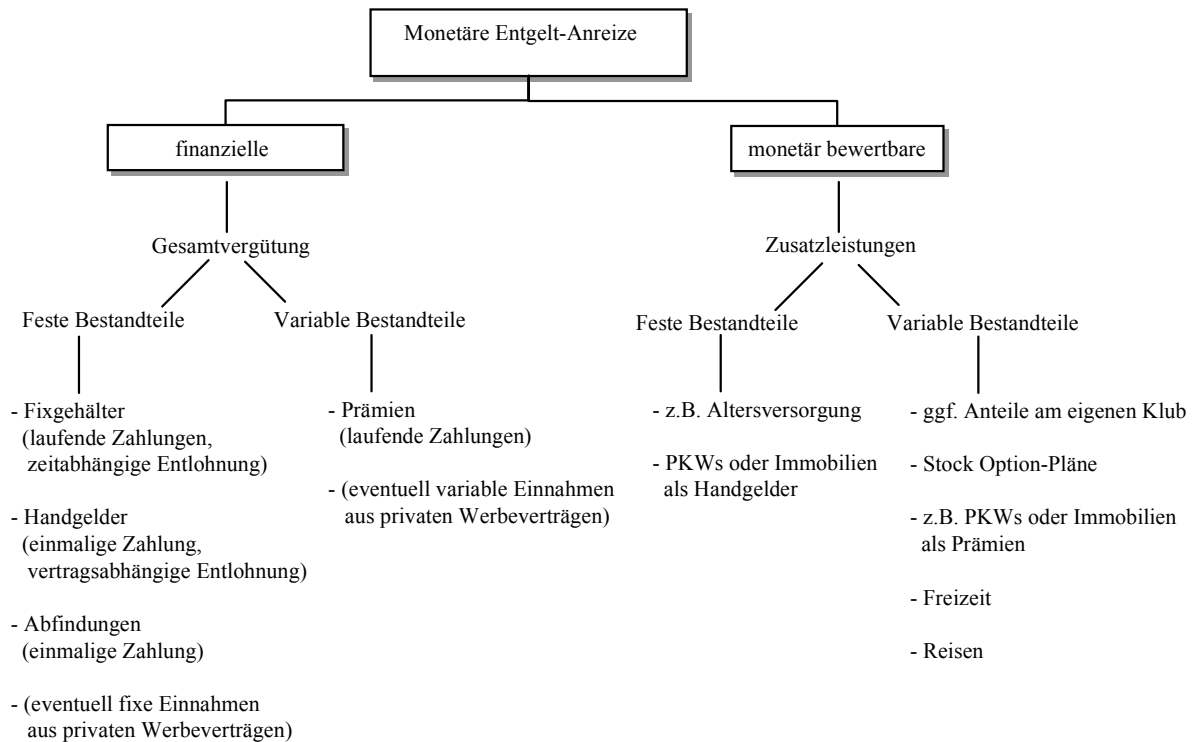 Monetäre Entgelt-Anreize
finanzielle
monetär bewertbare
Gesamtvergütung
Zusatzleistungen
Feste Bestandteile
Variable Bestandteile
Feste Bestandteile
Variable Bestandteile
- Fixgehälter
(laufende Zahlungen,
zeitabhängige Entlohnung)
- Handgelder
(einmalige Zahlung,
vertragsabhängige Entlohnung)
- Abfindungen
(einmalige Zahlung)
- (eventuell fixe Einnahmen
aus privaten Werbeverträgen)
- Prämien
(laufende Zahlungen)
- (eventuell variable Einnahmen
aus privaten Werbeverträgen)
- z.B. Altersversorgung
- PKWs oder Immobilien
als Handgelder
- ggf. Anteile am eigenen Klub
- Stock Option-Pläne
- z.B. PKWs oder Immobilien
als Prämien
- Freizeit
- Reisen